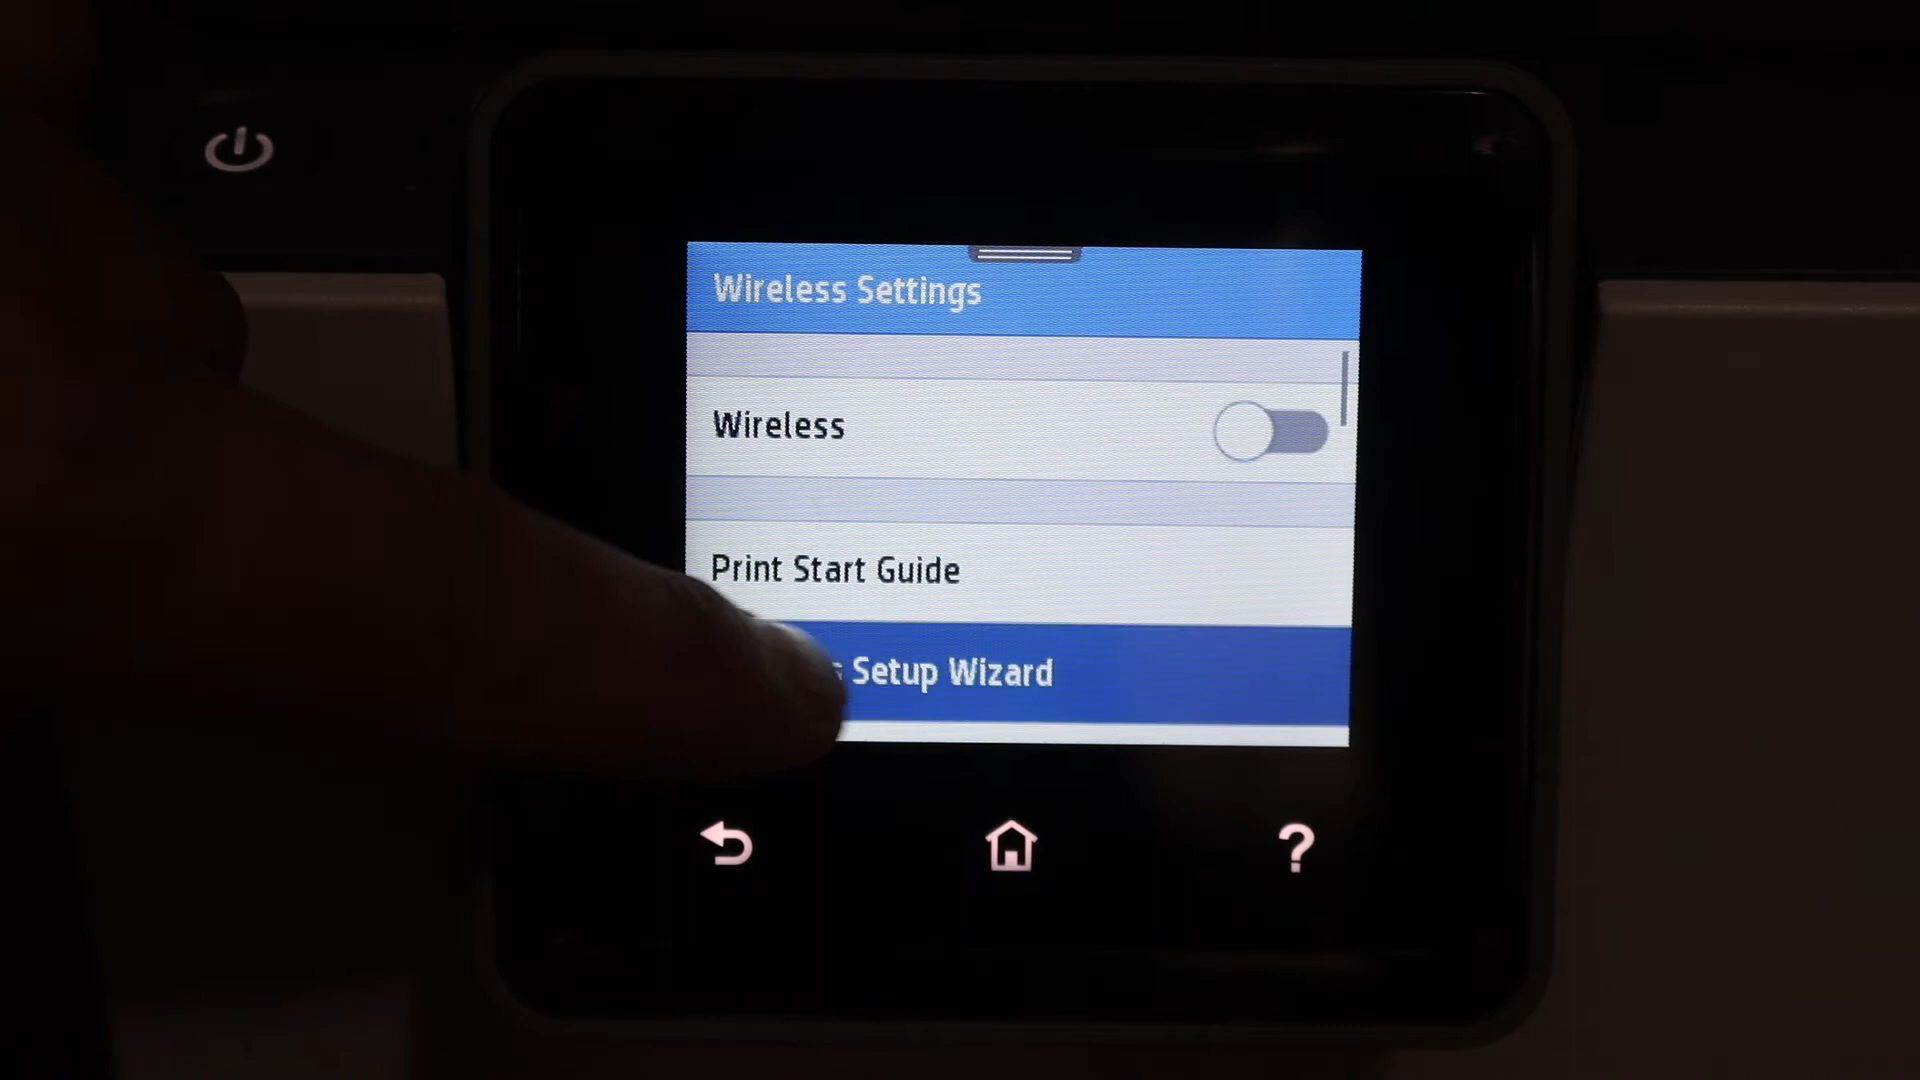 Wireless Settings
Wireless
Print Start Guide
Setup Wizard